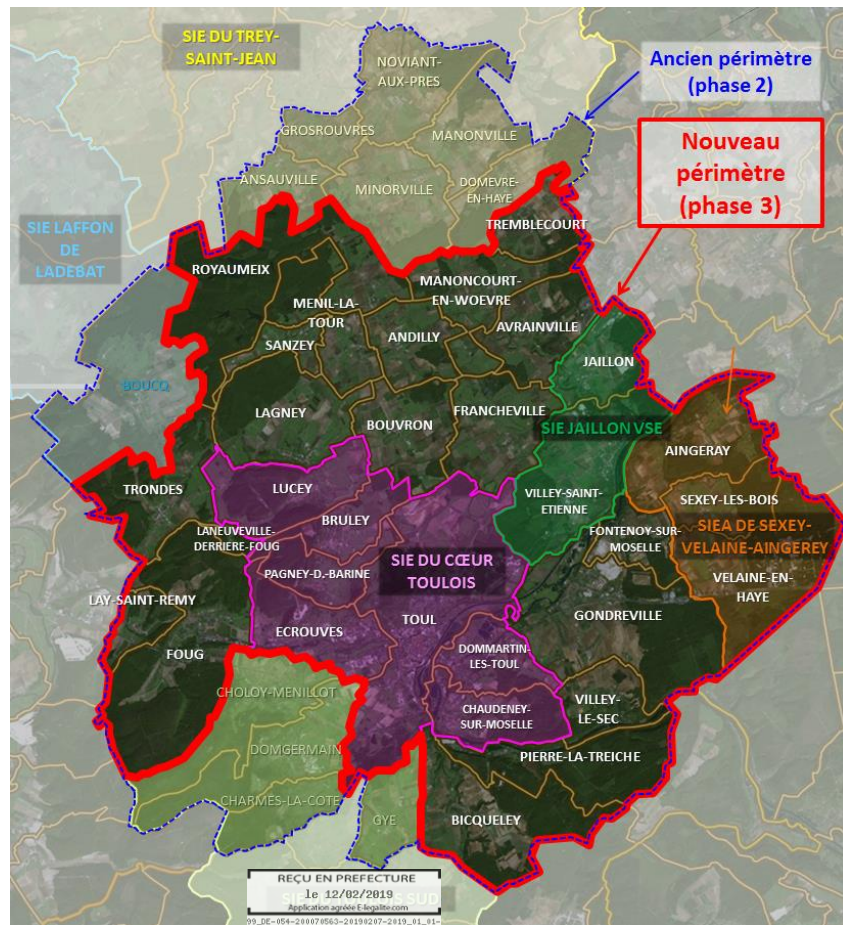 SIE DU TREY-
SAINT-JEAN
NOVIANT-
AUX-PRES
Ancien périmètre
(phase 2)
GROSROUVRES
MANONVILLE
Nouveau
périmètre
(phase 3)
ANSAUVILLE
MINORVILLE
DOMEVRE-
EN-HAYE
TREMBLECOURT
SIE LAFFON
DE
LADEBAT
ROYAUMEIX
MANONCOURT
-EN-WOEVRE
MENIL-LA-
TOUR
AVRAINVILLE
ANDILLY
SANZEY
JAILLON
BOUCQ
LAGNEY
BOUVRON
FRANCHEVILLE
SIE JAILLON VSE
AINGERAY
TRONDES
LUCEY
VILLEY-SAINT-
ETIENNE
SEXEY-LES-BOIS
BRULEY
LANEUVEVILLE-
DERRIERE-FOUG
FONTENOY-SUR-
MOSELLE
SIEA DE SEXEY-
VELAINE-AINGEREY
SIE DU CŒUR
TOULOIS
PAGNEY-D.-BARINE
VELAINE-EN-
HAYE
LAY-SAINT-REMY
GONDREVILLE
TOUL
ECROUVES
FOUG
DOMMARTIN-
LES-TOUL
CHOLOY-MENILLOT
CHAUDENEY-
SUR-MOSELLE
VILLEY-
LE-SEC
DOMGERMAIN
PIERRE-LA-TREICHE
CHARMES-LA-COTE
GYE
BICQUELEY
REÇU EN PREFECTURE
le 12/02/2019
Application agréée E-legalite.com
99_DE-054-200070563-20190207-2019_01_01-